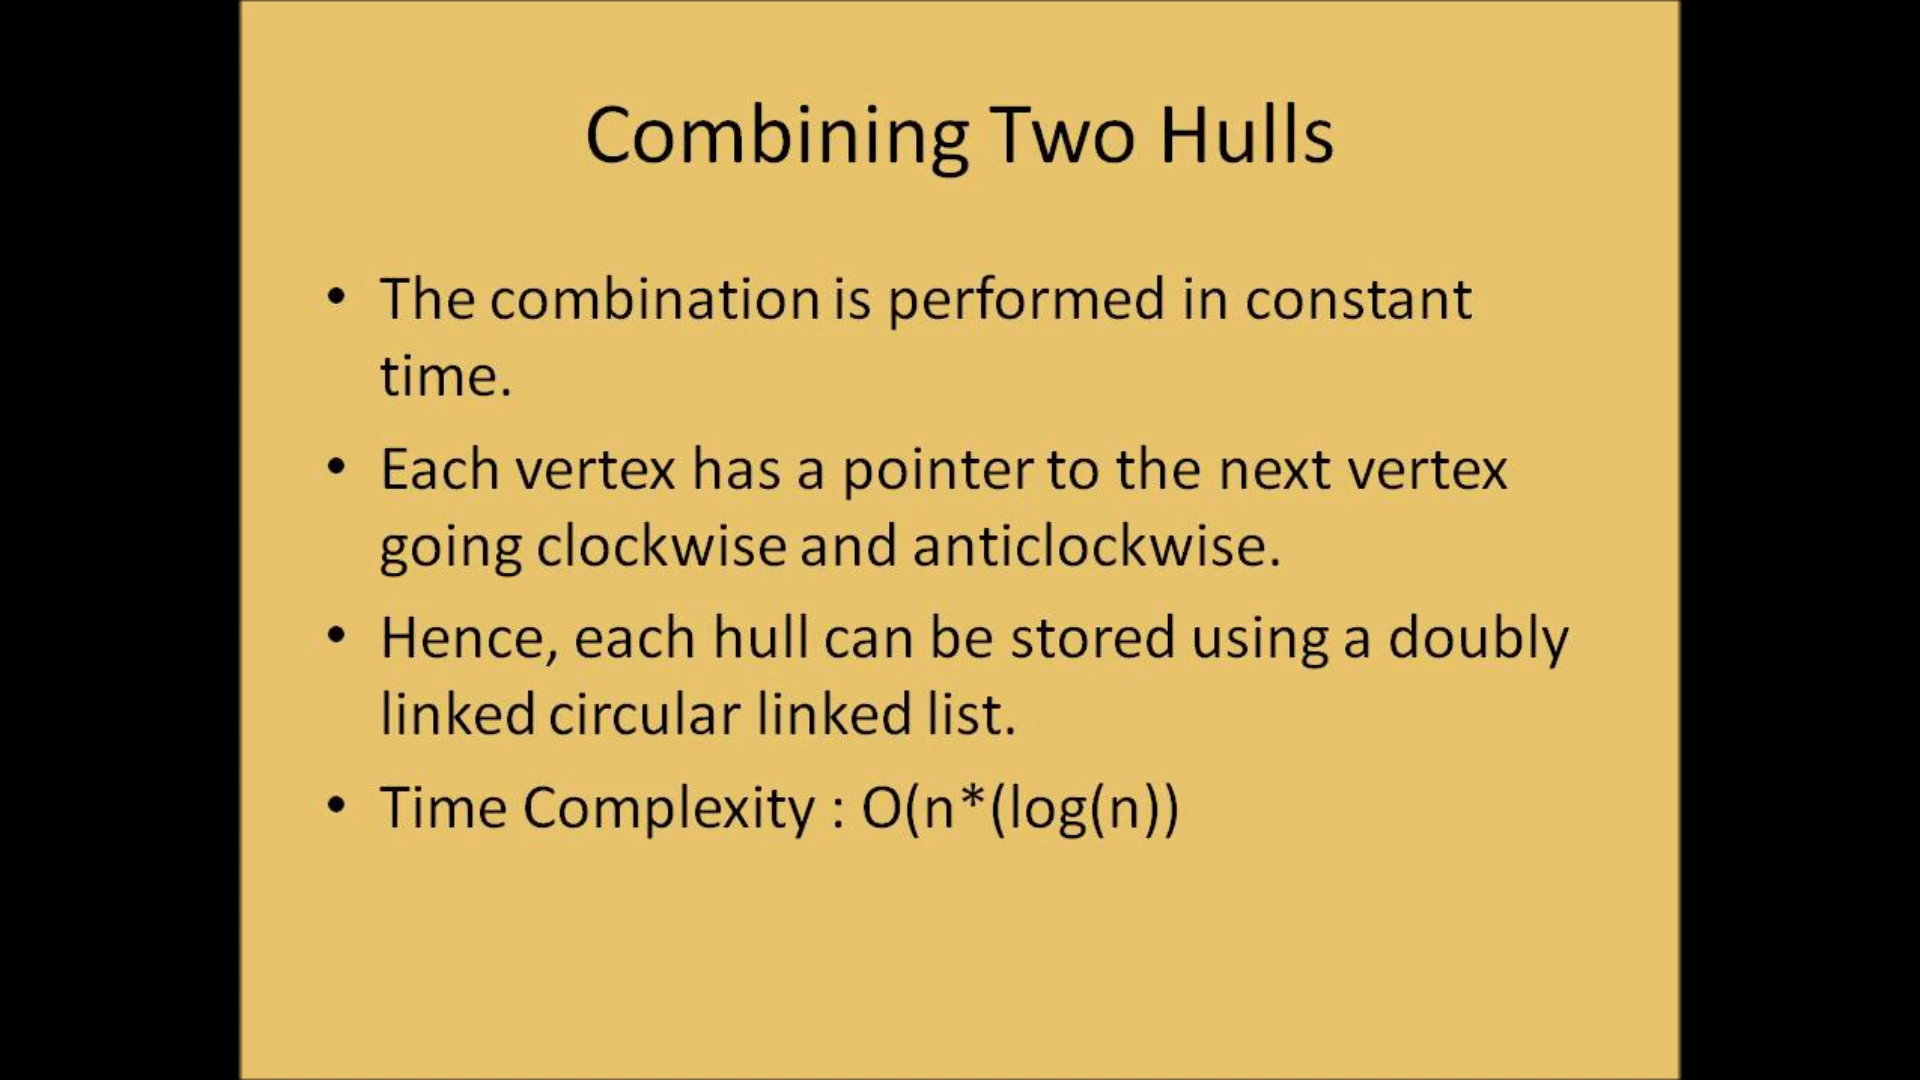 Combining Two Hulls
• The combination is performed in constant
time.
• Each vertex has a pointer to the next vertex
going clockwise and anticlockwise.
• Hence, each hull can be stored using a doubly
linked circular linked list.
• Time Complexity : O(n*(log(n))